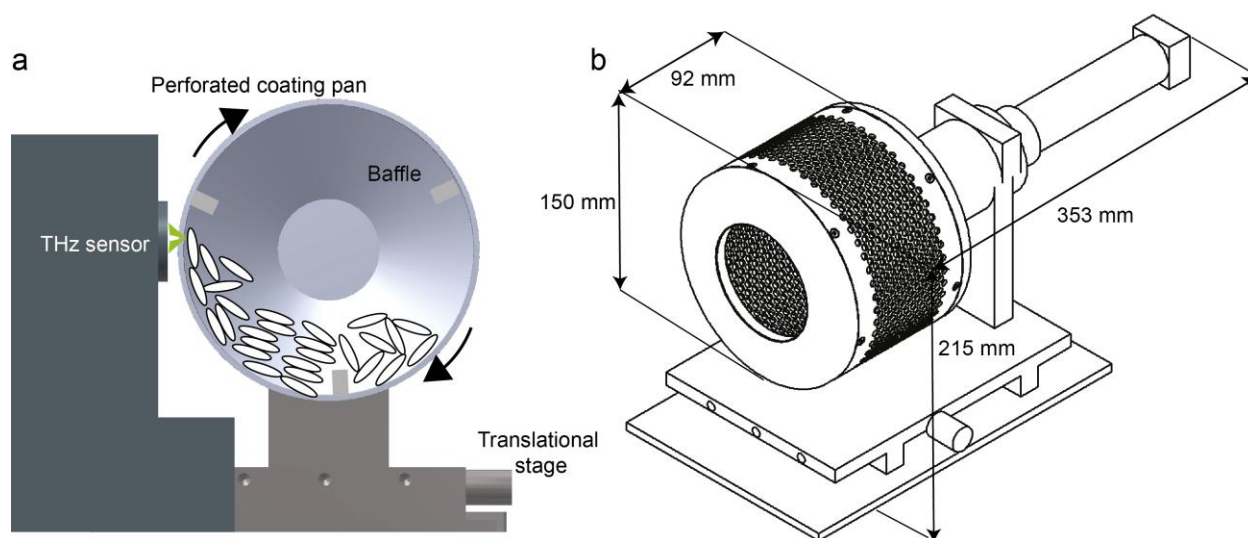 a
Perforated coating pan
Baffle
THz sensor
Translational
stage
b
92 mm
150 mm
353 mm
215 mm